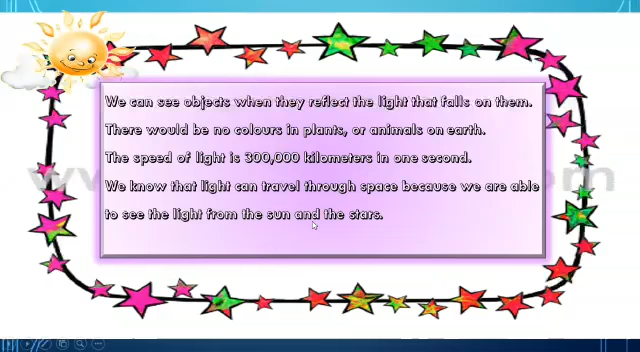 We can see objects when they reflect the light that falls on them.
There would be no colours in plants, or animals on earth.
The speed of light is 300,000 kilometers in one second.
We know that light can travel through space because we are able
to see the light from the sun and the stars.